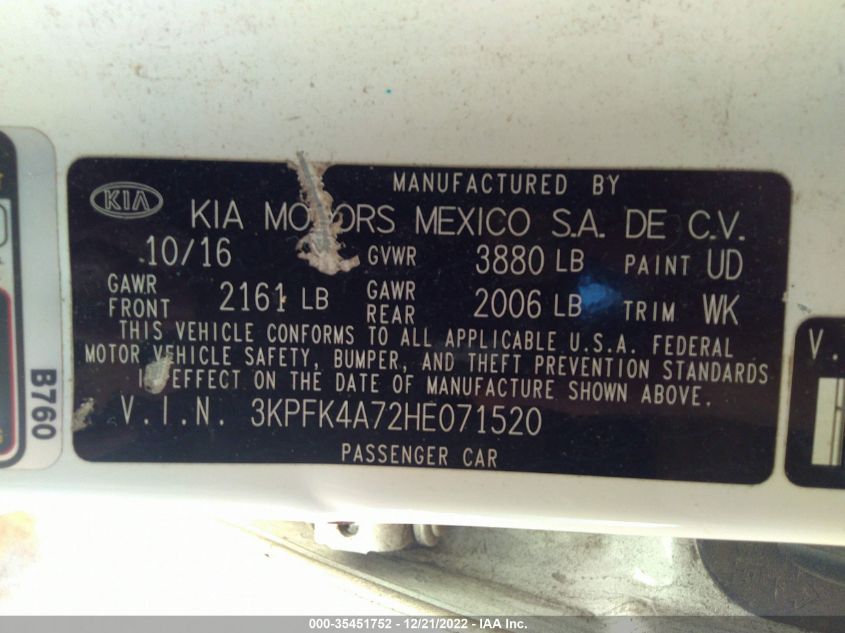 MANUFACTURED BY
KIA
KIA MOTORS MEXICO S.A. DE C.V.
10/16 GVWR 3880 LB PAINT UD
GAWR FRONT 2161 LB GAWR REAR 2006 LB TRIM WK
THIS VEHICLE CONFORMS TO ALL APPLICABLE U.S.A. FEDERAL
MOTOR VEHICLE SAFETY, BUMPER, AND THEFT PREVENTION STANDARDS
IN EFFECT ON THE DATE OF MANUFACTURE SHOWN ABOVE.
V.I.N. 3KPFK4A72HE071520
PASSENGER CAR
B760
V.
000-35451752 - 12/21/2022 - IAA Inc.